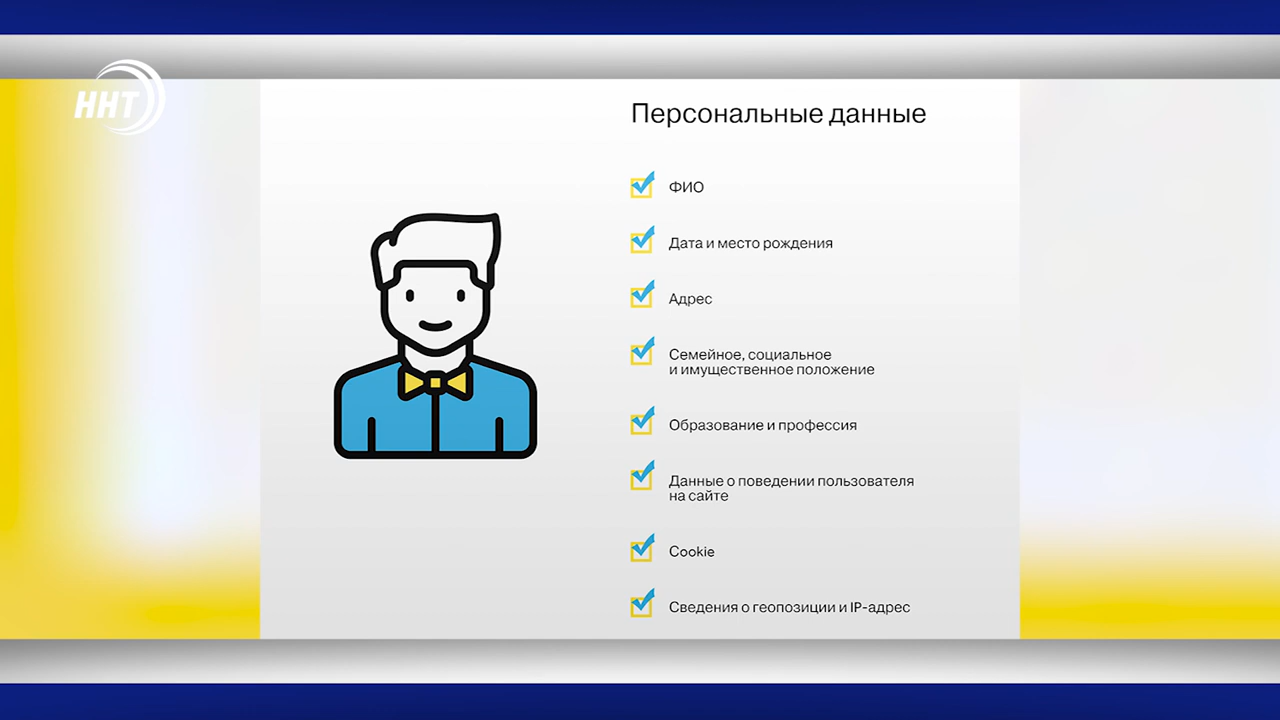 ННТ
Персональные данные
ФИО
Дата и место рождения
Адрес
Семейное, социальное
и имущественное положение
Образование и профессия
Данные о поведении пользователя
на сайте
Cookie
Сведения о геопозиции и IP-адрес